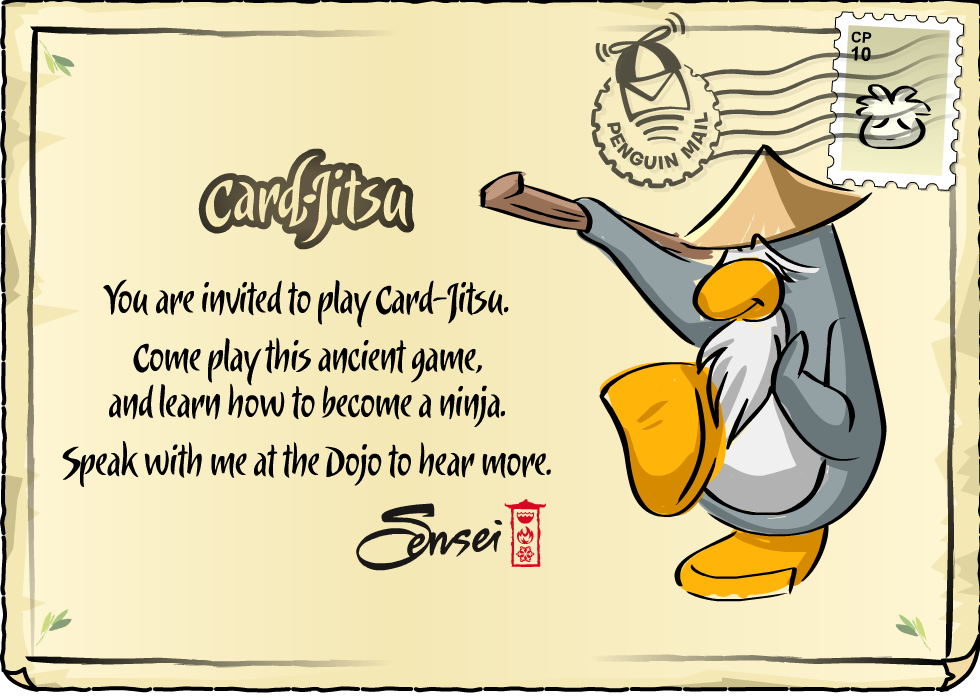 CP
10
PENGUIN MAIL
Card-Jitsu
You are invited to play Card-Jitsu.
Come play this ancient game,
and learn how to become a ninja.
Speak with me at the Dojo to hear more.
Sensei